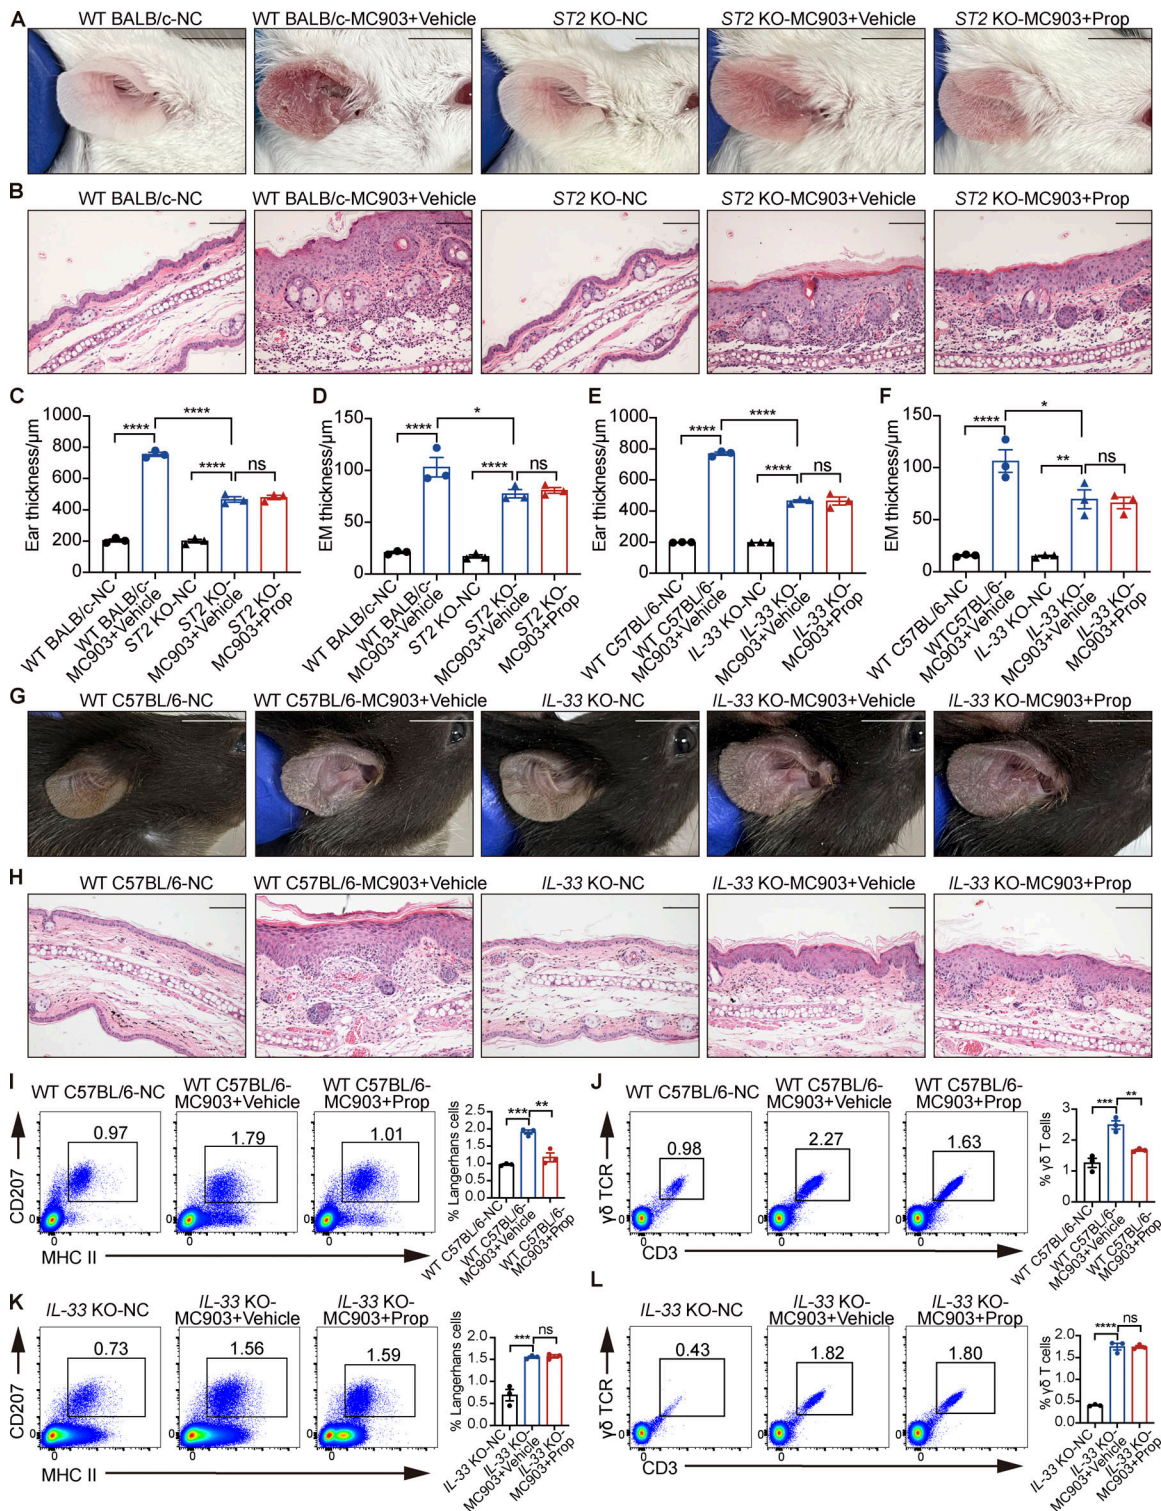 A
WT BALB/c-NC
WT BALB/c-MC903+Vehicle
ST2 KO-NC
ST2 KO-MC903+Vehicle
ST2 KO-MC903+Prop
B
WT BALB/c-NC
WT BALB/c-MC903+Vehicle
ST2 KO-NC
ST2 KO-MC903+Vehicle
ST2 KO-MC903+Prop
C
Ear thickness/μm
1000
800
600
400
200
0
****
****
****
ns
WT BALB/c-NC
WT BALB/c-
MC903+Vehicle
ST2 KO-NC
ST2 KO-
MC903+Vehicle
ST2 KO-
MC903+Prop
D
EM thickness/μm
150
100
50
0
****
*
****
ns
WT BALB/c-NC
WT BALB/c-
MC903+Vehicle
ST2 KO-NC
ST2 KO-
MC903+Vehicle
ST2 KO-
MC903+Prop
E
Ear thickness/μm
1000
800
600
400
200
0
****
****
****
ns
WT C57BL/6-NC
WT C57BL/6-
MC903+Vehicle
IL-33 KO-NC
IL-33 KO-
MC903+Vehicle
IL-33 KO-
MC903+Prop
F
EM thickness/μm
150
100
50
0
****
*
**
ns
WT C57BL/6-NC
WTC57BL/6-
MC903+Vehicle
IL-33 KO-NC
IL-33 KO-
MC903+Vehicle
IL-33 KO-
MC903+Prop
G
WT C57BL/6-NC
WT C57BL/6-MC903+Vehicle
IL-33 KO-NC
IL-33 KO-MC903+Vehicle
IL-33 KO-MC903+Prop
H
WT C57BL/6-NC
WT C57BL/6-MC903+Vehicle
IL-33 KO-NC
IL-33 KO-MC903+Vehicle
IL-33 KO-MC903+Prop
I
WT C57BL/6-NC
WT C57BL/6-
MC903+Vehicle
WT C57BL/6-
MC903+Prop
0.97
1.79
1.01
CD207
0
0
0
0
MHC II
% Langerhans cells
2.5
2.0
1.5
1.0
0.5
0.0
***
**
WT C57BL/6-NC
WT C57BL/6-
MC903+Vehicle
WT C57BL/6-
MC903+Prop
J
WT C57BL/6-NC
WT C57BL/6-
MC903+Vehicle
WT C57BL/6-
MC903+Prop
0.98
2.27
1.63
γδ TCR
0
0
0
0
CD3
% γδ T cells
3
2
1
0
***
**
WT C57BL/6-NC
WT C57BL/6-
MC903+Vehicle
WT C57BL/6-
MC903+Prop
K
IL-33 KO-NC
IL-33 KO-
MC903+Vehicle
IL-33 KO-
MC903+Prop
0.73
1.56
1.59
CD207
0
0
0
0
MHC II
% Langerhans cells
2.0
1.5
1.0
0.5
0.0
***
ns
IL-33 KO-NC
IL-33 KO-
MC903+Vehicle
IL-33 KO-
MC903+Prop
L
IL-33 KO-NC
IL-33 KO-
MC903+Vehicle
IL-33 KO-
MC903+Prop
0.43
1.82
1.80
γδ TCR
0
0
0
0
CD3
% γδ T cells
2.0
1.5
1.0
0.5
0.0
****
ns
IL-33 KO-NC
IL-33 KO-
MC903+Vehicle
IL-33 KO-
MC903+Prop